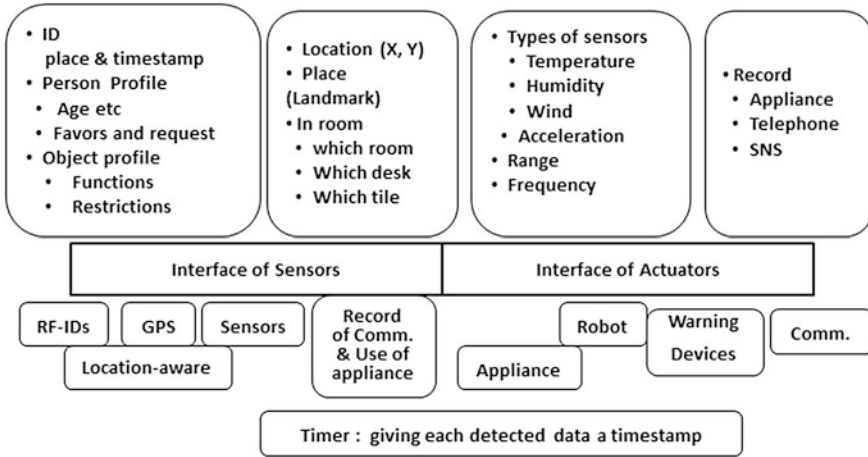 • ID
place & timestamp
• Person Profile
• Age etc
• Favors and request
• Object profile
• Functions
• Restrictions
• Location (X, Y)
• Place
(Landmark)
• In room
• which room
• Which desk
• Which tile
• Types of sensors
• Temperature
• Humidity
• Wind
• Acceleration
• Range
• Frequency
• Record
• Appliance
• Telephone
• SNS
Interface of Sensors
Interface of Actuators
RF-IDs
GPS
Sensors
Location-aware
Record
of Comm.
& Use of
appliance
Appliance
Robot
Warning
Devices
Comm.
Timer : giving each detected data a timestamp